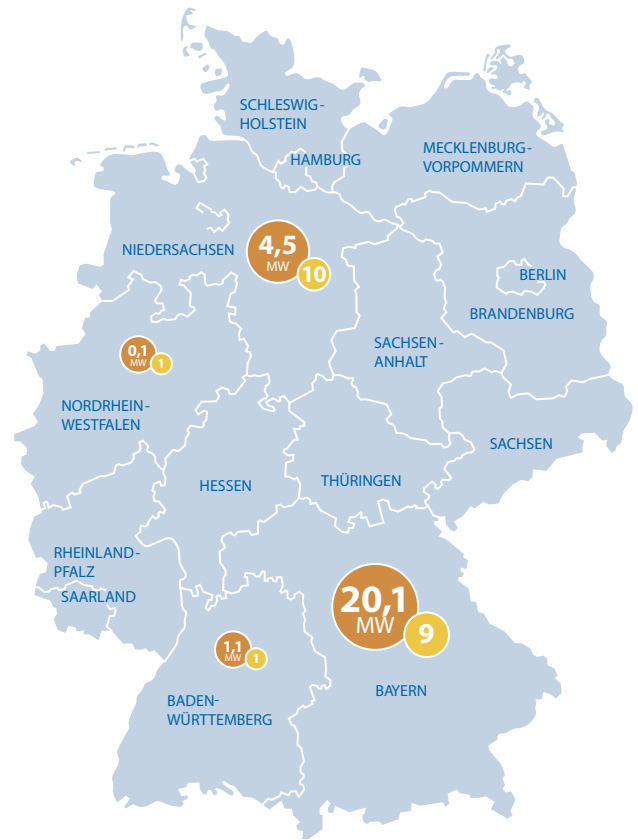 SCHLESWIG-
HOLSTEIN
HAMBURG
MECKLENBURG-
VORPOMMERN
NIEDERSACHSEN
4,5
MW
10
BERLIN
BRANDENBURG
SACHSEN-
ANHALT
0,1
MW
1
NORDRHEIN-
WESTFALEN
SACHSEN
HESSEN
THÜRINGEN
RHEINLAND-
PFALZ
SAARLAND
20,1
MW
9
1,1
MW
1
BAYERN
BADEN-
WÜRTTEMBERG